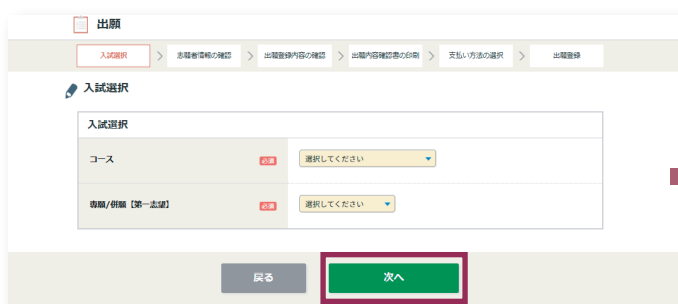 出願
入試選択 > 志願者情報の確認 > 出願登録内容の確認 > 出願内容確認書の印刷 > 支払い方法の選択 > 出願登録
入試選択
入試選択
コース 必須 選択してください
専願/併願【第一志望】 必須 選択してください
戻る 次へ